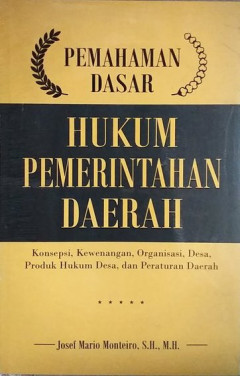 PEMAHAMAN
DASAR
HUKUM
PEMERINTAHAN
DAERAH
Konsepsi, Kewenangan, Organisasi, Desa,
Produk Hukum Desa, dan Peraturan Daerah
* * * * *
Josef Mario Monteiro, S.H., M.H.